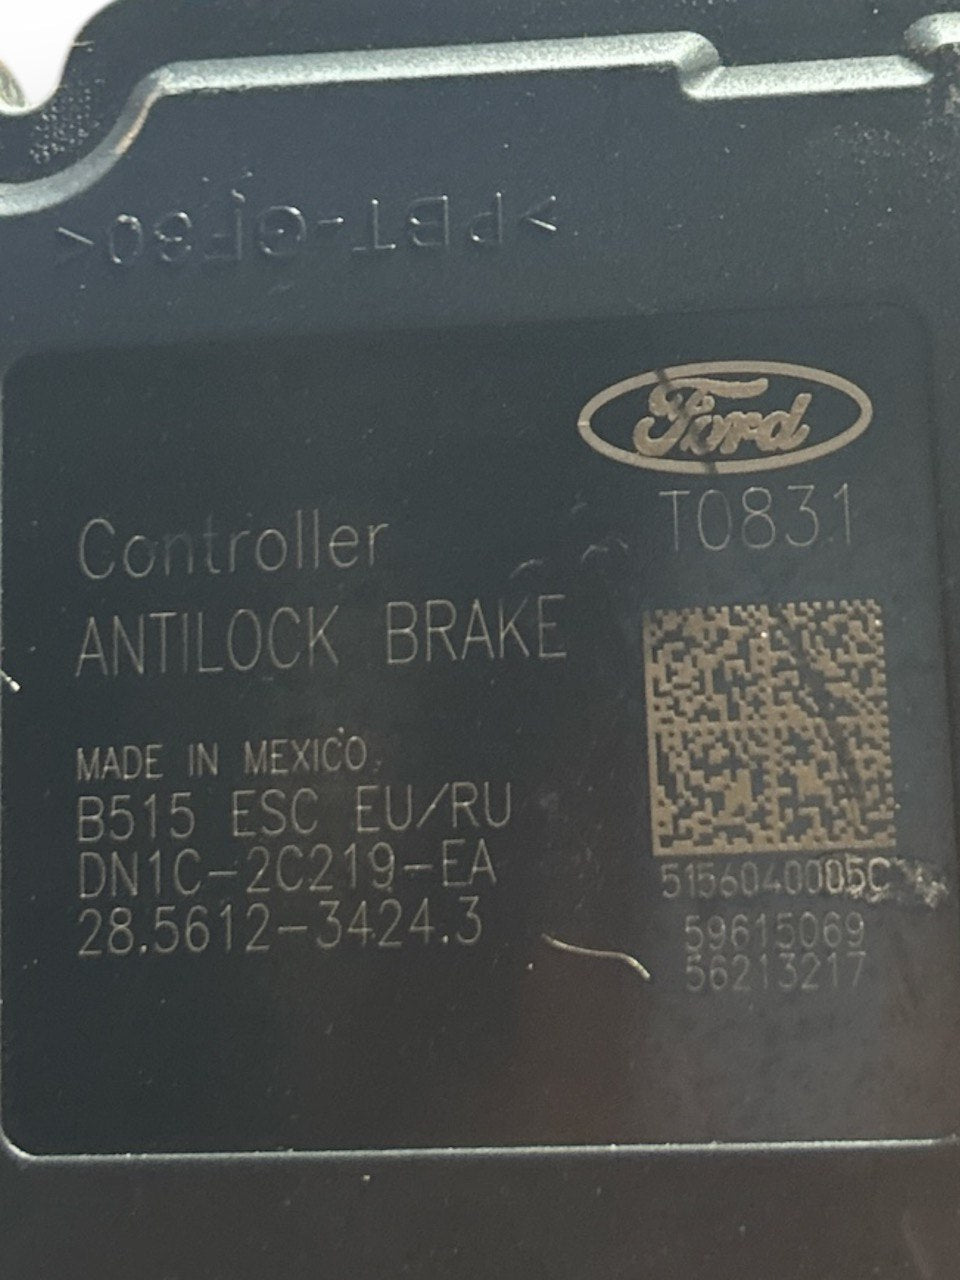 >PBT-GF30<
Ford
T0831
Controller
ANTILOCK BRAKE
MADE IN MEXICO
B515 ESC EU/RU
DN1C-2C219-EA
28.5612-3424.3
5156040005C
59615069
56213217